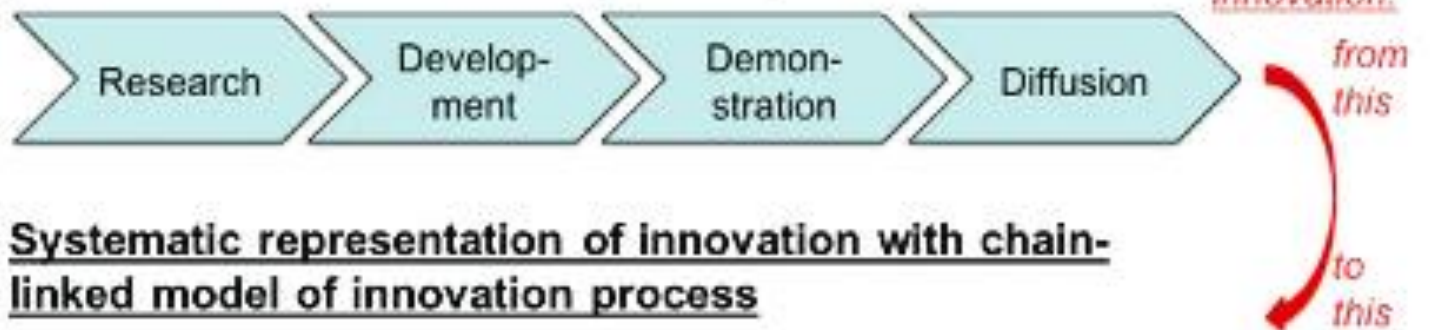 innovation:
Research
Develop-
ment
Demon-
stration
Diffusion
from
this
Systematic representation of innovation with chain-
linked model of innovation process
to
this